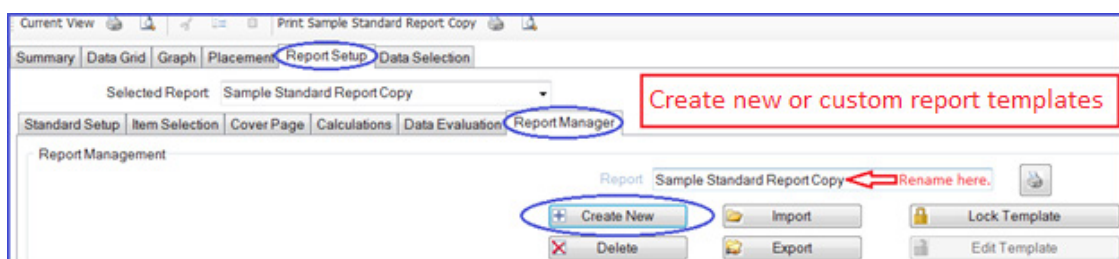 Current View Print Sample Standard Report Copy
Summary Data Grid Graph Placement Report Setup Data Selection
Selected Report Sample Standard Report Copy
Create new or custom report templates
Standard Setup Item Selection Cover Page Calculations Data Evaluation Report Manager
Report Management
Report Sample Standard Report Copy Rename here.
Create New Import Lock Template
Delete Export Edit Template